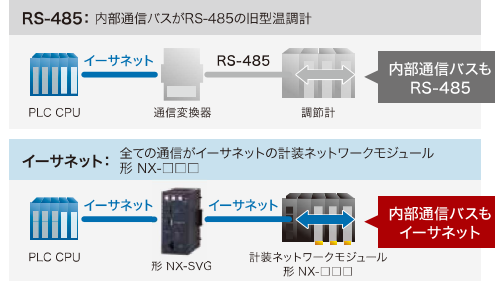 RS-485：内部通信バスがRS-485の旧型温調計
イーサネット
RS-485
内部通信バスも
RS-485
PLC CPU
通信変換器
調節計
イーサネット：全ての通信がイーサネットの計装ネットワークモジュール
形 NX-□□□
イーサネット
イーサネット
内部通信バスも
イーサネット
PLC CPU
形 NX-SVG
計装ネットワークモジュール
形 NX-□□□